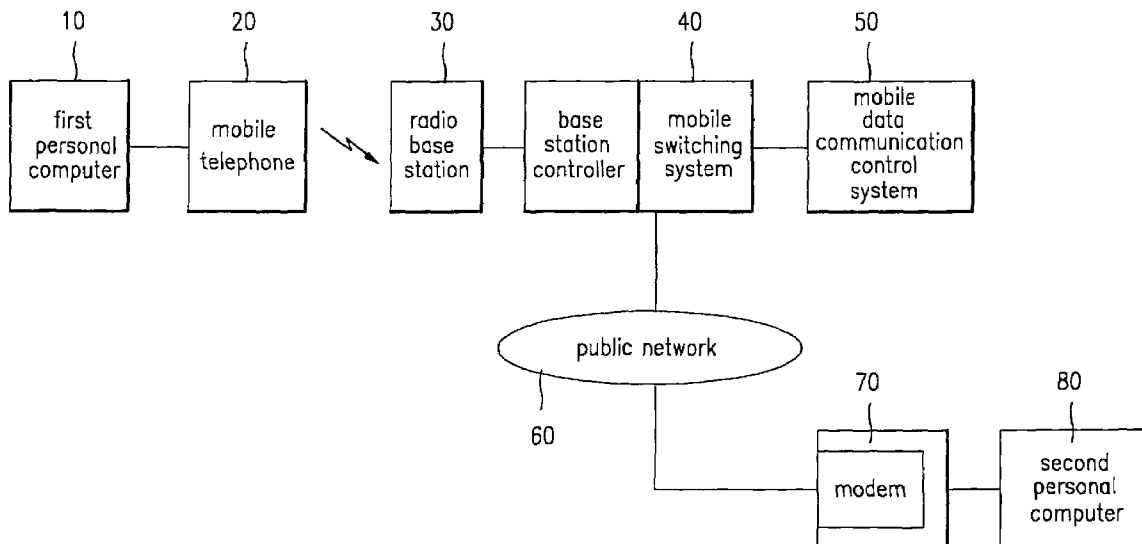 10
20
30
40
50
first
personal
computer
mobile
telephone
radio
base
station
base
station
controller
mobile
switching
system
mobile
data
communication
control
system
public network
60
70
80
modem
second
personal
computer